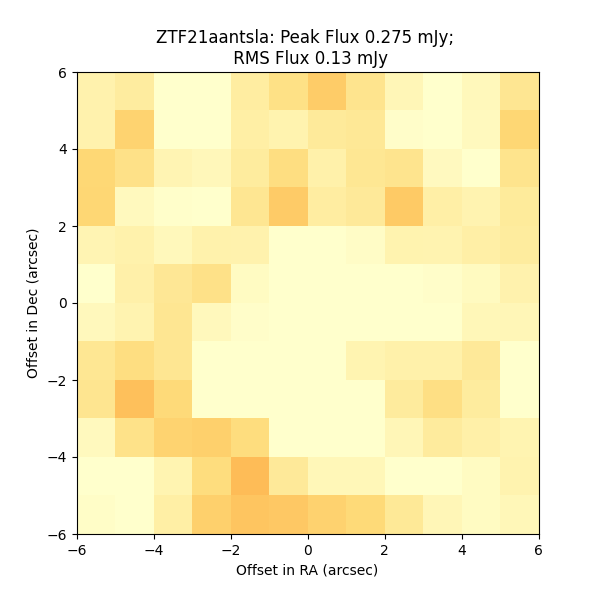 ZTF21aantsla: Peak Flux 0.275 mJy;
RMS Flux 0.13 mJy
6
4
2
0
−2
−4
−6
Offset in Dec (arcsec)
−6 −4 −2 0 2 4 6
Offset in RA (arcsec)